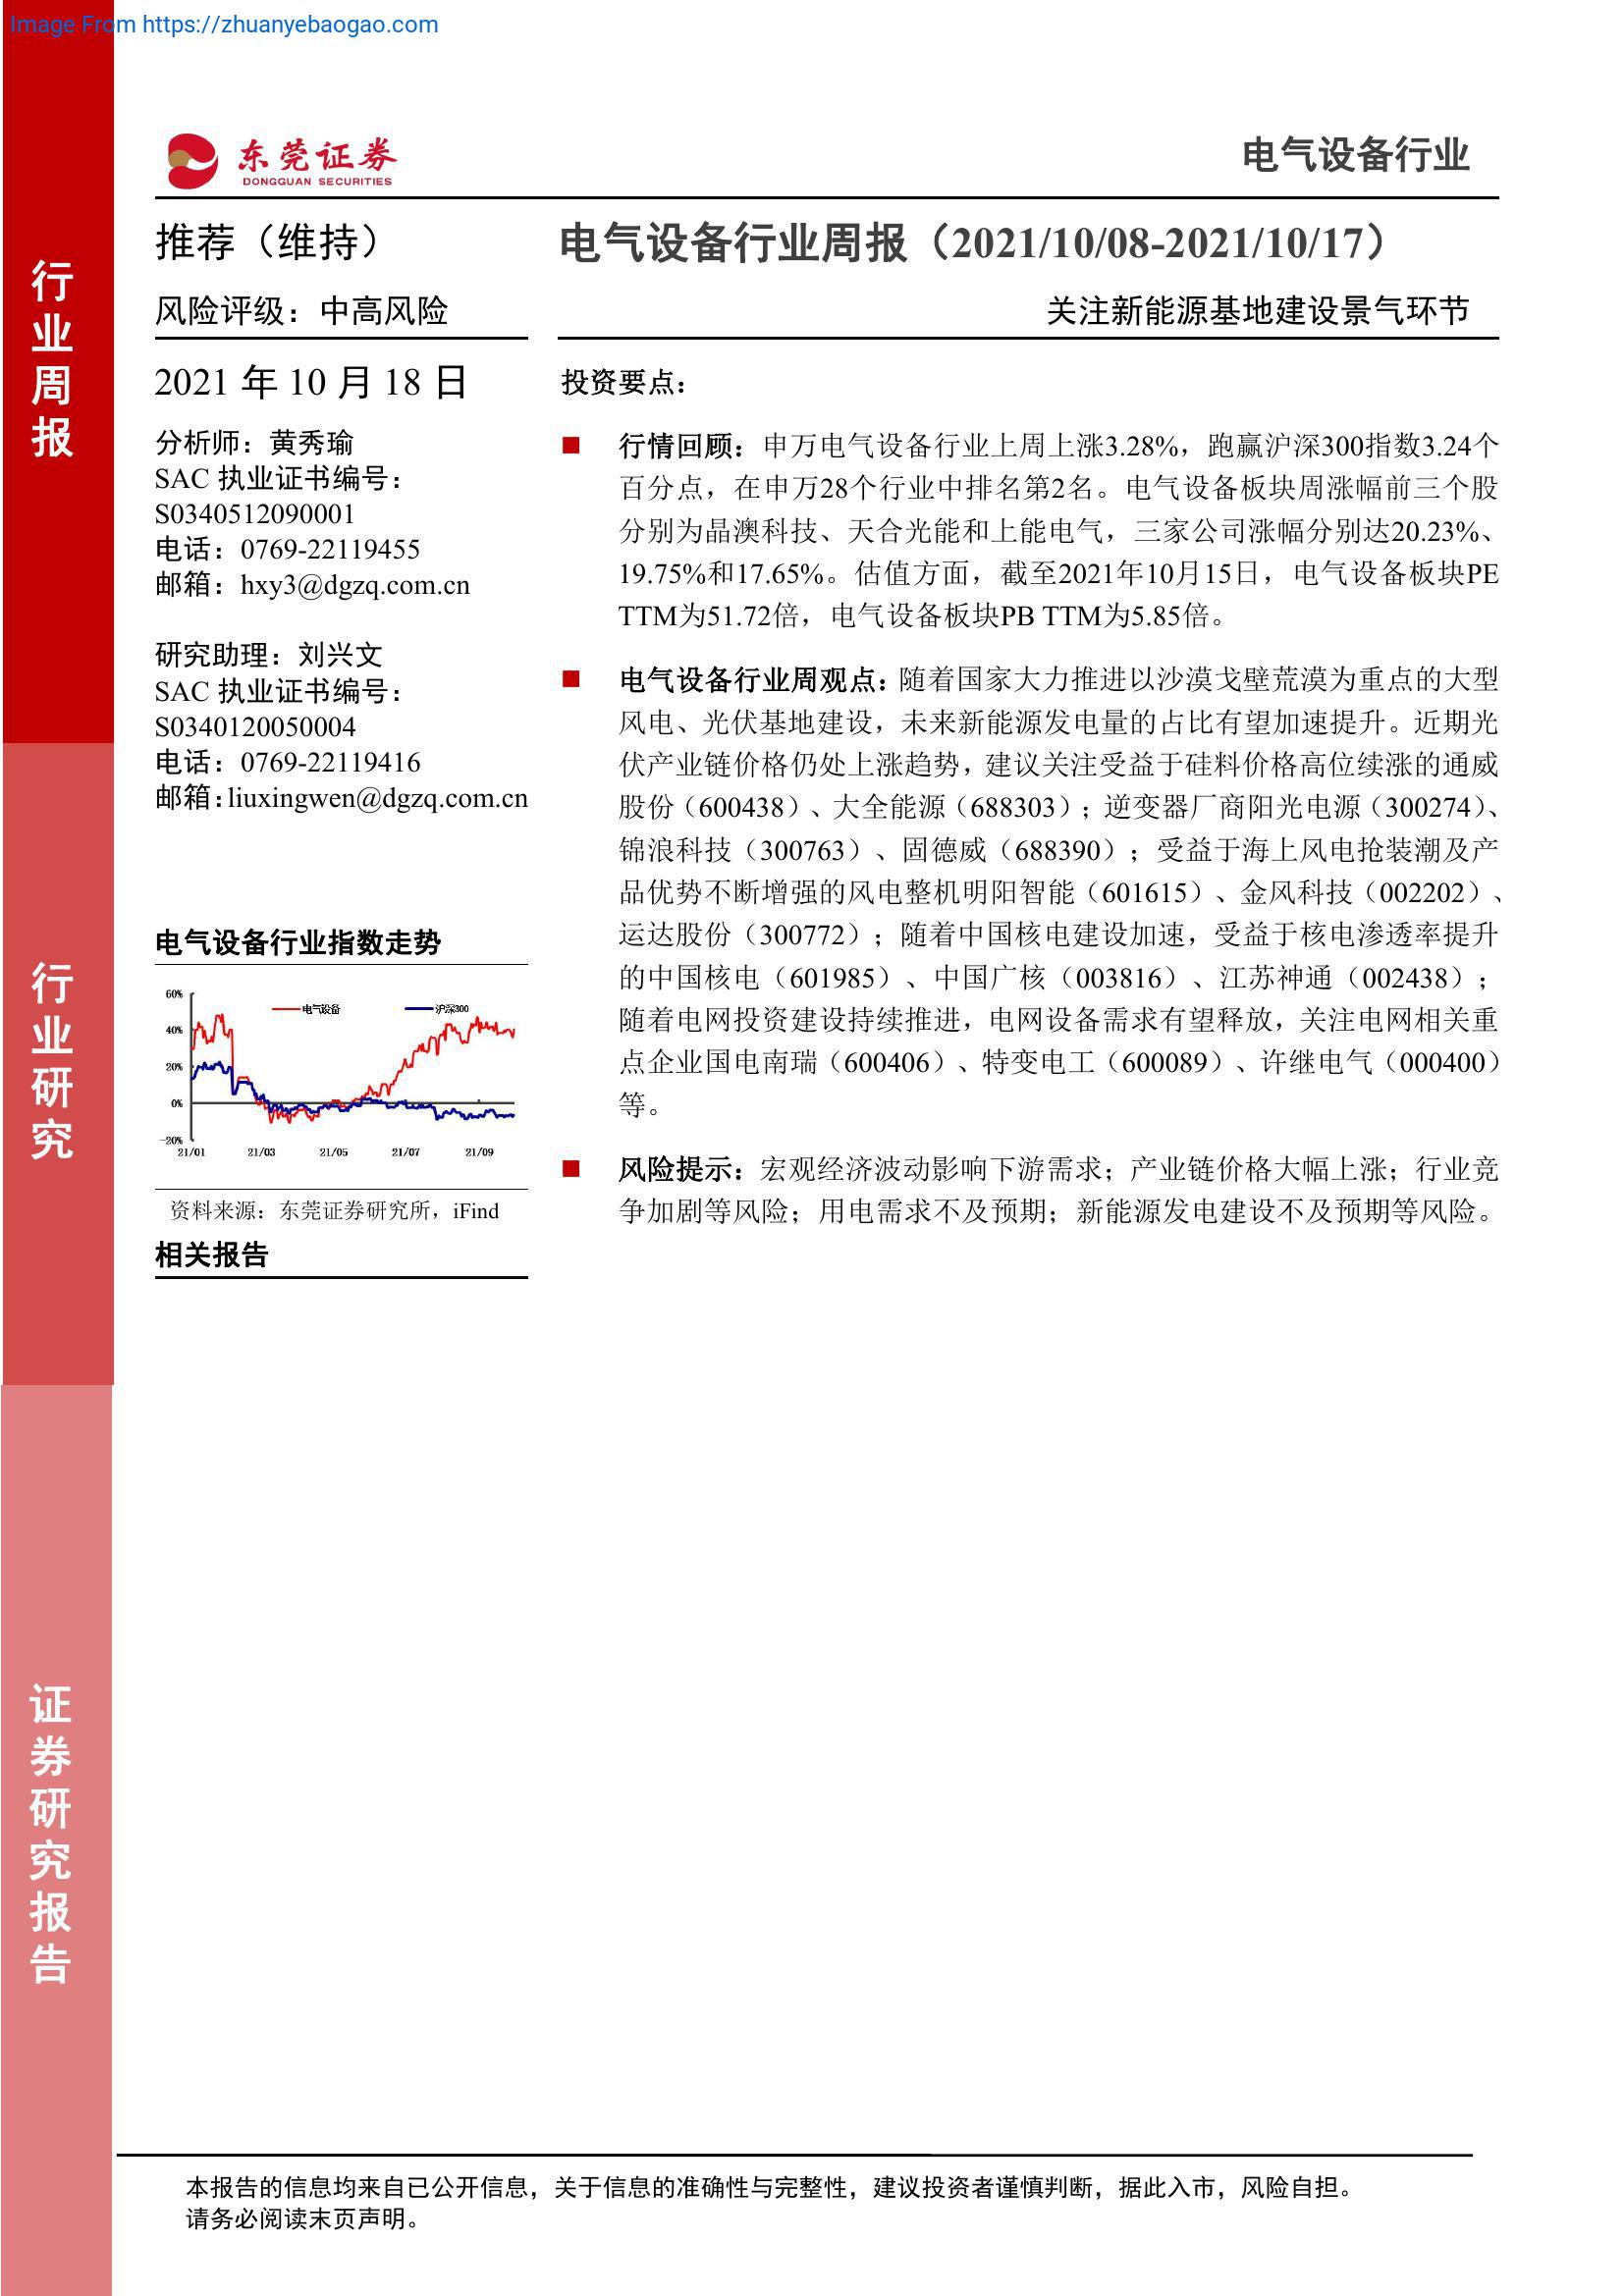 Image From https://zhuanyebaogao.com
行业周报
行业研究
证券研究报告
东莞证券
DONGGUAN SECURITIES
电气设备行业
推荐（维持）
风险评级：中高风险
2021 年 10 月 18 日
分析师：黄秀瑜
SAC 执业证书编号：
S0340512090001
电话：0769-22119455
邮箱：hxy3@dgzq.com.cn
研究助理：刘兴文
SAC 执业证书编号：
S0340120050004
电话：0769-22119416
邮箱：liuxingwen@dgzq.com.cn
电气设备行业指数走势
60%
40%
20%
0%
-20%
电气设备
沪深300
21/01 21/03 21/05 21/07 21/09
资料来源：东莞证券研究所，iFind
相关报告
电气设备行业周报（2021/10/08-2021/10/17）
关注新能源基地建设景气环节
投资要点：
■ 行情回顾：申万电气设备行业上周上涨3.28%，跑赢沪深300指数3.24个
百分点，在申万28个行业中排名第2名。电气设备板块周涨幅前三个股
分别为晶澳科技、天合光能和上能电气，三家公司涨幅分别达20.23%、
19.75%和17.65%。估值方面，截至2021年10月15日，电气设备板块PE
TTM为51.72倍，电气设备板块PB TTM为5.85倍。
■ 电气设备行业周观点：随着国家大力推进以沙漠戈壁荒漠为重点的大型
风电、光伏基地建设，未来新能源发电量的占比有望加速提升。近期光
伏产业链价格仍处上涨趋势，建议关注受益于硅料价格高位续涨的通威
股份（600438）、大全能源（688303）；逆变器厂商阳光电源（300274）、
锦浪科技（300763）、固德威（688390）；受益于海上风电抢装潮及产
品优势不断增强的风电整机明阳智能（601615）、金风科技（002202）、
运达股份（300772）；随着中国核电建设加速，受益于核电渗透率提升
的中国核电（601985）、中国广核（003816）、江苏神通（002438）；
随着电网投资建设持续推进，电网设备需求有望释放，关注电网相关重
点企业国电南瑞（600406）、特变电工（600089）、许继电气（000400）
等。
■ 风险提示：宏观经济波动影响下游需求；产业链价格大幅上涨；行业竞
争加剧等风险；用电需求不及预期；新能源发电建设不及预期等风险。
本报告的信息均来自已公开信息，关于信息的准确性与完整性，建议投资者谨慎判断，据此入市，风险自担。
请务必阅读末页声明。